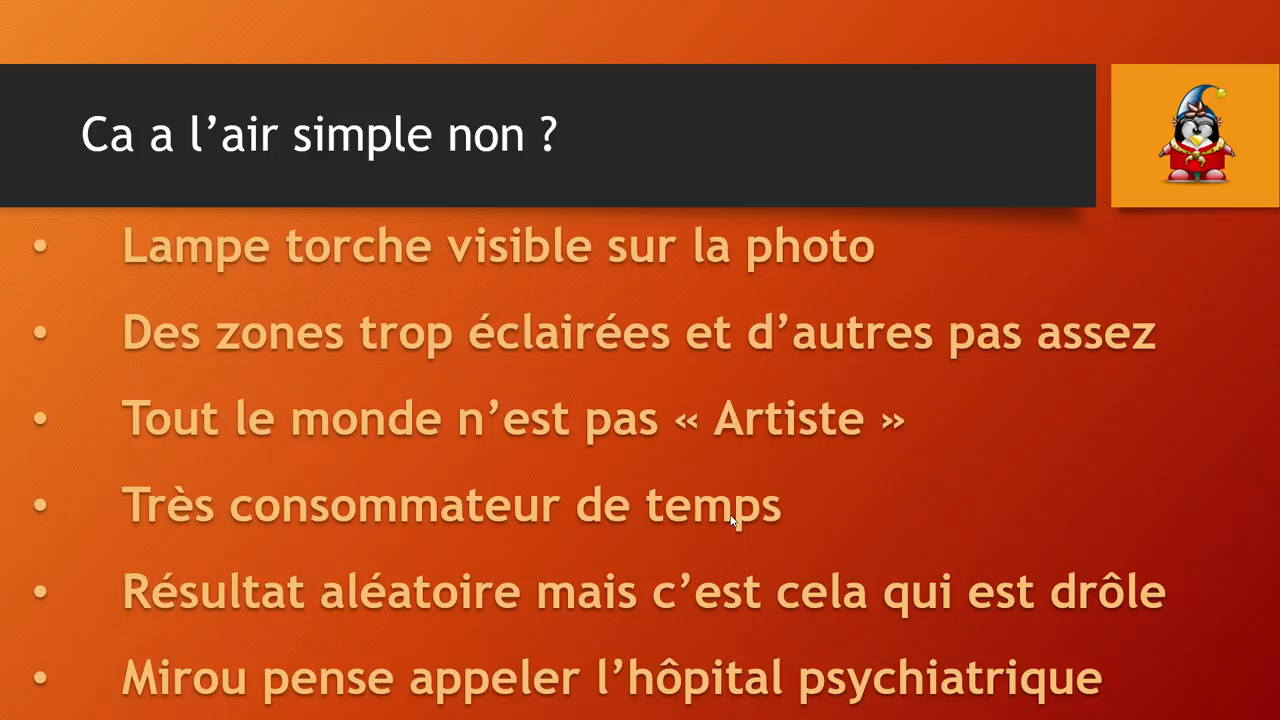 Ca a l’air simple non ?
• Lampe torche visible sur la photo
• Des zones trop éclairées et d’autres pas assez
• Tout le monde n’est pas « Artiste »
• Très consommateur de temps
• Résultat aléatoire mais c’est cela qui est drôle
• Mirou pense appeler l’hôpital psychiatrique